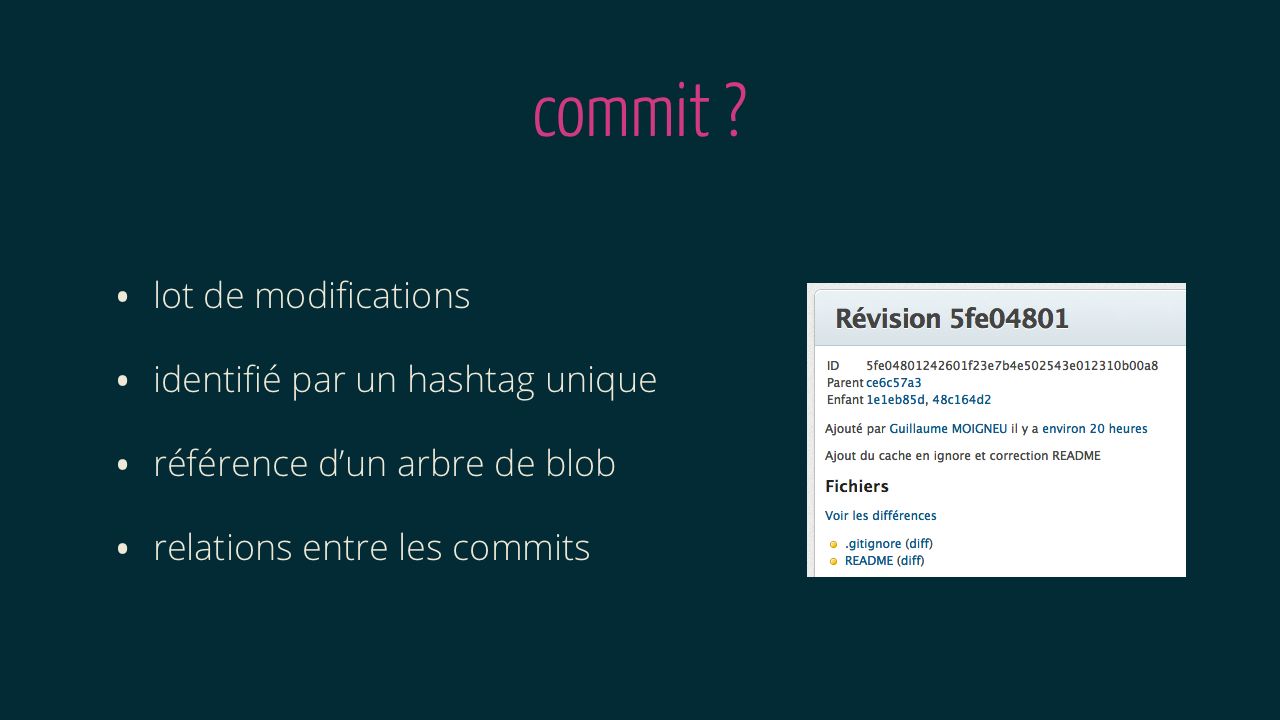 commit ?
• lot de modifications
• identifié par un hashtag unique
• référence d’un arbre de blob
• relations entre les commits
Révision 5fe04801
ID 5fe04801242601f23e7b4e502543e012310b00a8
Parent ce6c57a3
Enfant 1e1eb85d, 48c164d2
Ajouté par Guillaume MOIGNEU il y a environ 20 heures
Ajout du cache en ignore et correction README
Fichiers
Voir les différences
.gitignore (diff)
README (diff)